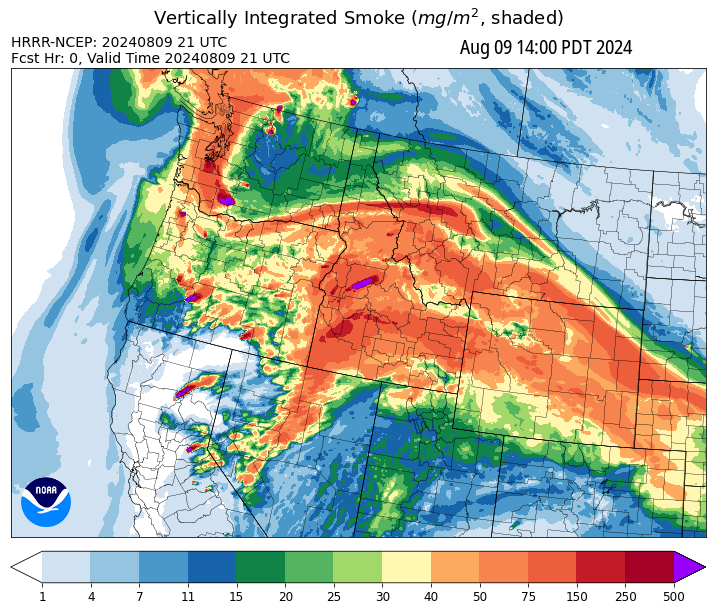 Vertically Integrated Smoke (mg/m², shaded)
HRRR-NCEP: 20240809 21 UTC
Aug 09 14:00 PDT 2024
Fcst Hr: 0, Valid Time 20240809 21 UTC
NOAA
1 4 7 11 15 20 25 30 40 50 75 150 250 500